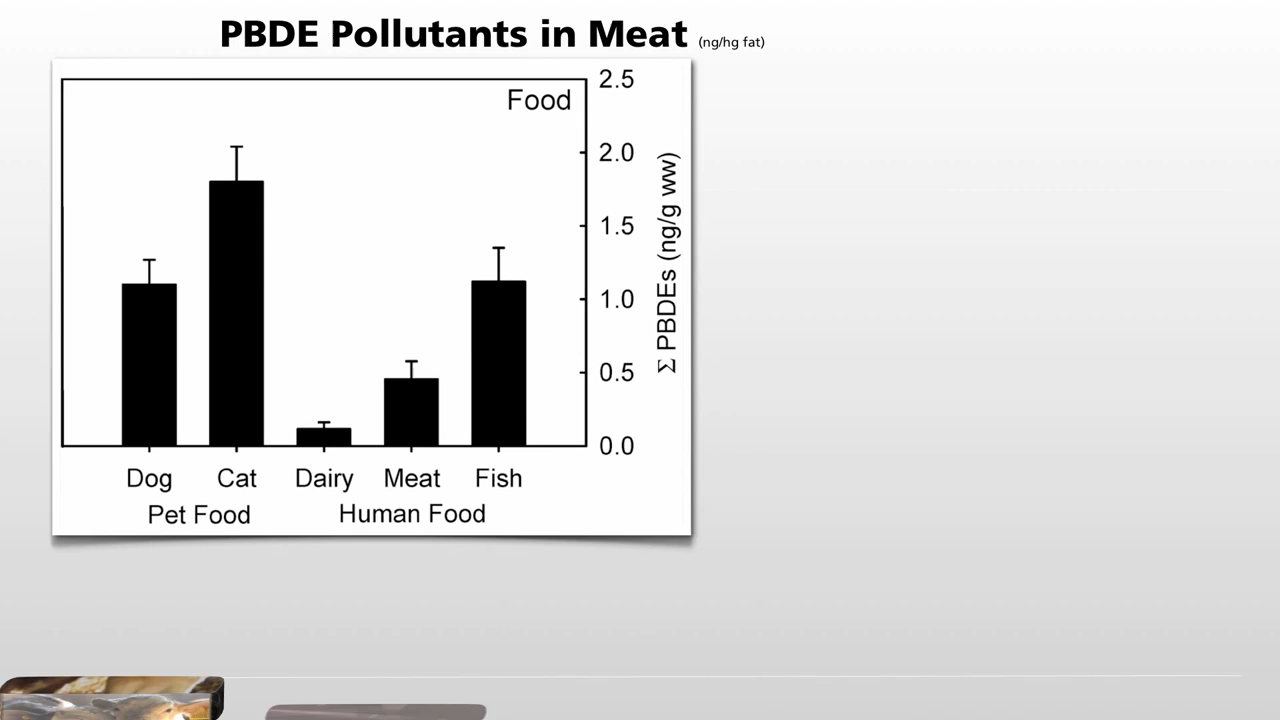 PBDE Pollutants in Meat (ng/hg fat)
Food
2.5
2.0
1.5
1.0
0.5
0.0
Σ PBDEs (ng/g ww)
Dog Cat Dairy Meat Fish
Pet Food Human Food